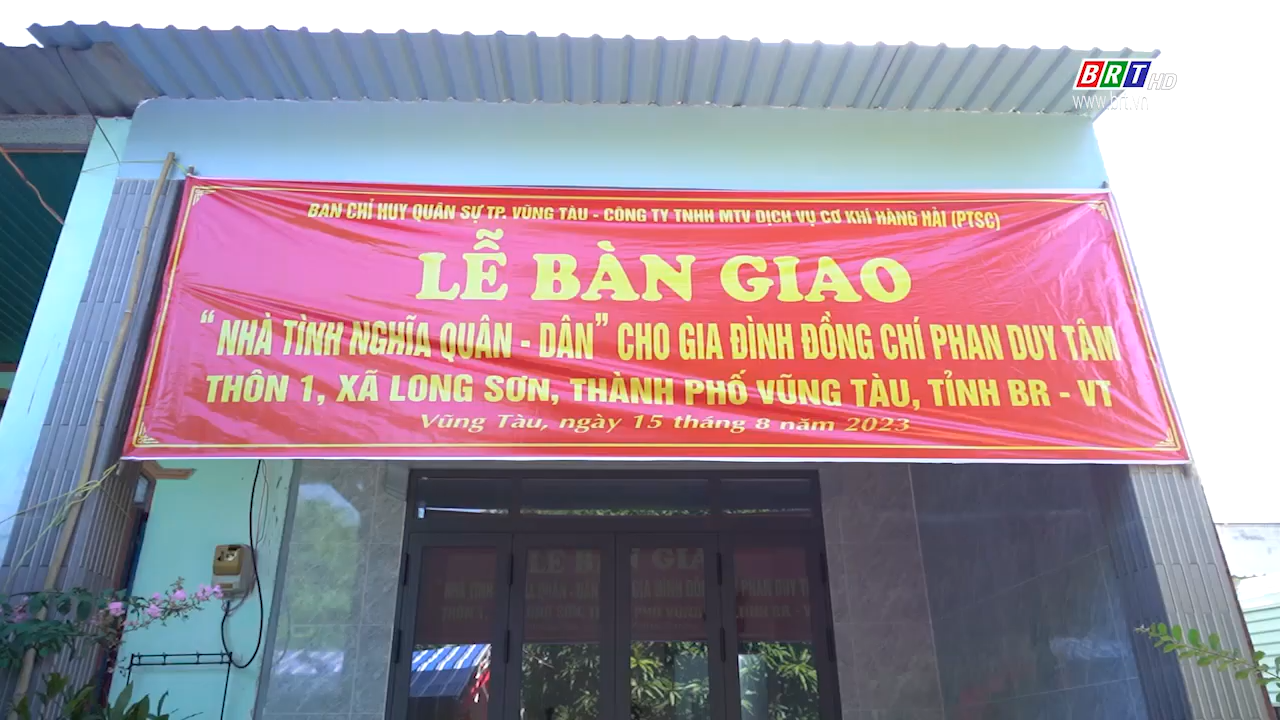 BRT HD
www.brt.vn
BAN CHỈ HUY QUÂN SỰ TP. VŨNG TÀU - CÔNG TY TNHH MTV DỊCH VỤ CƠ KHÍ HÀNG HẢI (PTSC)
LỄ BÀN GIAO
“NHÀ TÌNH NGHĨA QUÂN - DÂN” CHO GIA ĐÌNH ĐỒNG CHÍ PHAN DUY TÂM
THÔN 1, XÃ LONG SƠN, THÀNH PHỐ VŨNG TÀU, TỈNH BR - VT
Vũng Tàu, ngày 15 tháng 8 năm 2023